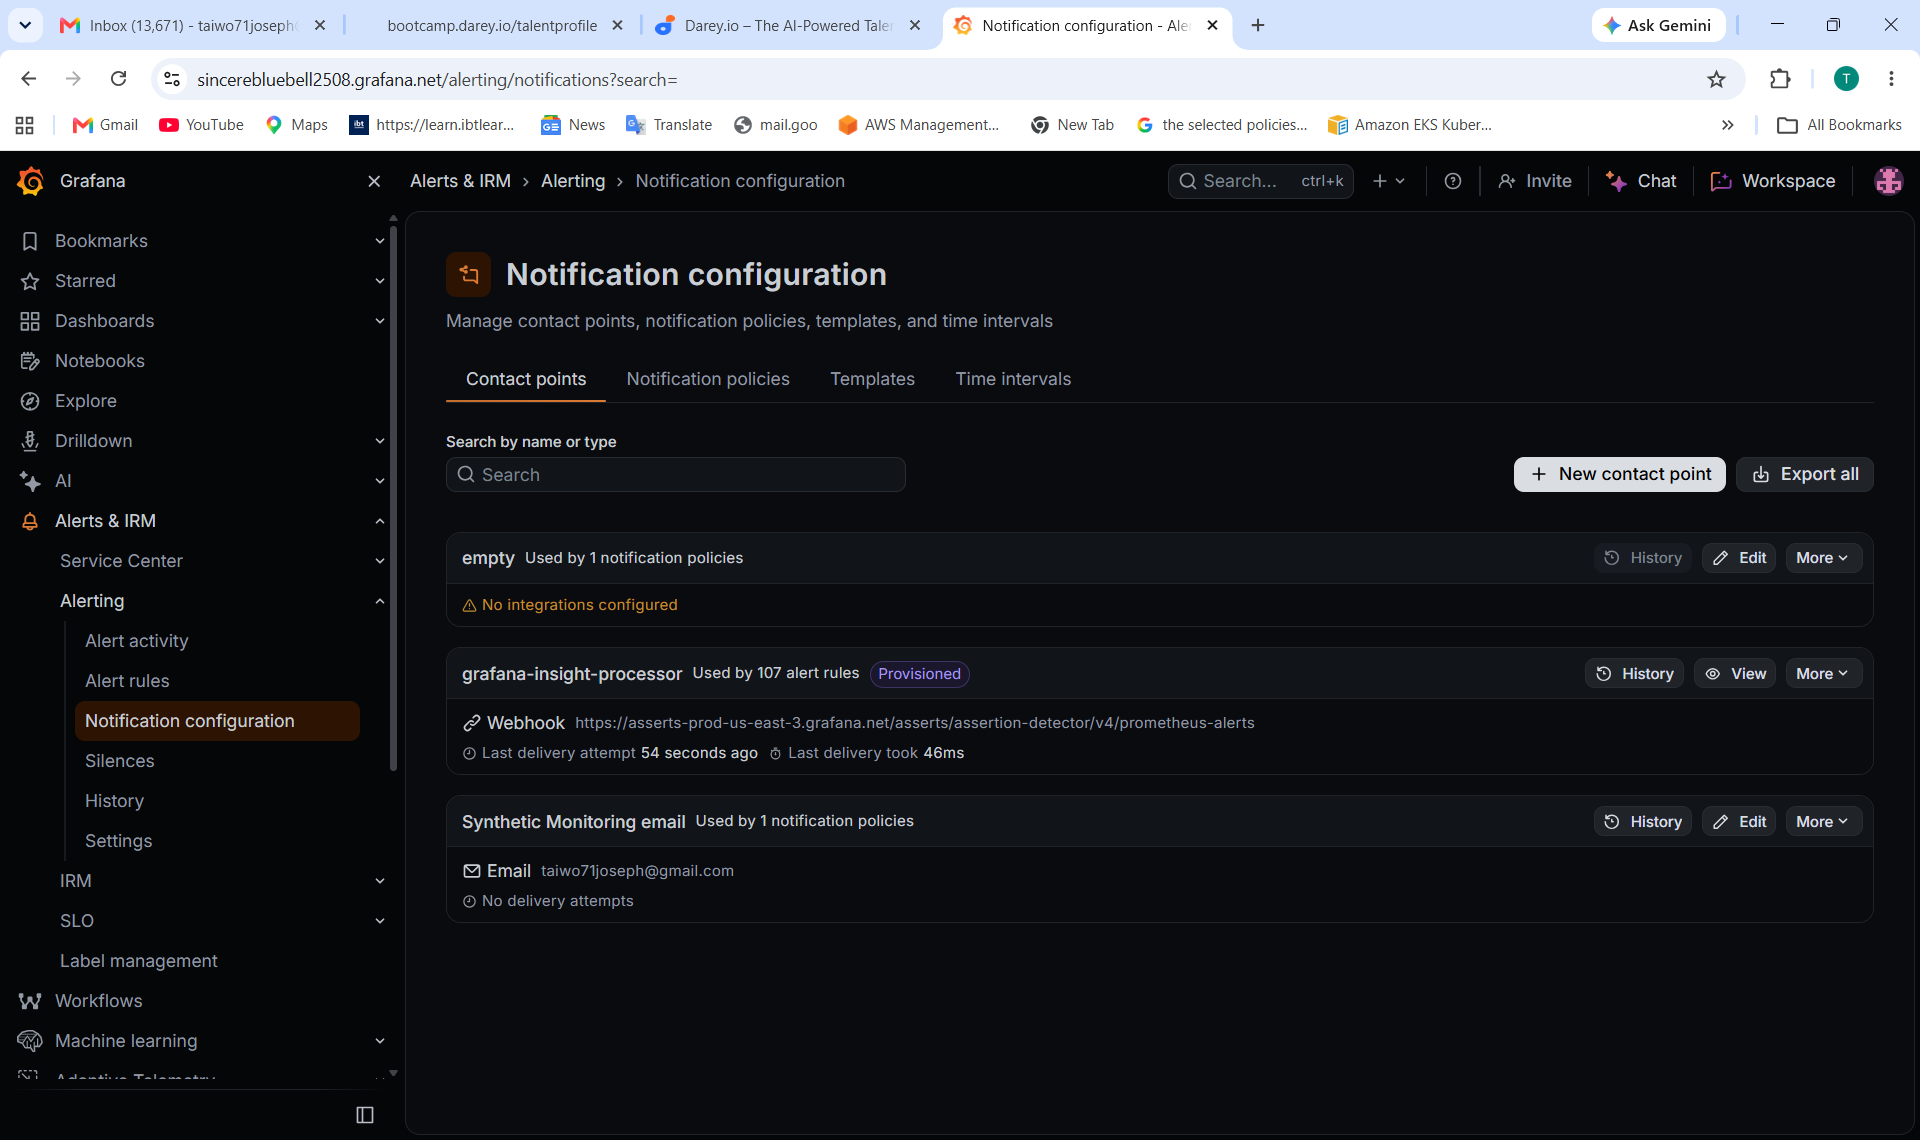 Inbox (13,671) - taiwo71joseph@
bootcamp.darey.io/talentprofile
Darey.io – The AI-Powered Taler
Notification configuration - Aler
Ask Gemini
sincerebluebell2508.grafana.net/alerting/notifications?search=
T
Gmail
YouTube
Maps
ibt
https://learn.ibtlear...
News
Translate
mail.goo
AWS Management...
New Tab
the selected policies...
Amazon EKS Kuber...
All Bookmarks
Grafana
Alerts & IRM › Alerting › Notification configuration
Search... ctrl+k
Invite
Chat
Workspace
Bookmarks
Starred
Dashboards
Notebooks
Explore
Drilldown
AI
Alerts & IRM
Service Center
Alerting
Alert activity
Alert rules
Notification configuration
Silences
History
Settings
IRM
SLO
Label management
Workflows
Machine learning
Adaptive Telemetry
Notification configuration
Manage contact points, notification policies, templates, and time intervals
Contact points
Notification policies
Templates
Time intervals
Search by name or type
Search
+ New contact point
Export all
empty Used by 1 notification policies
History
Edit
More
No integrations configured
grafana-insight-processor Used by 107 alert rules Provisioned
History
View
More
Webhook https://asserts-prod-us-east-3.grafana.net/asserts/assertion-detector/v4/prometheus-alerts
Last delivery attempt 54 seconds ago Last delivery took 46ms
Synthetic Monitoring email Used by 1 notification policies
History
Edit
More
Email taiwo71joseph@gmail.com
No delivery attempts